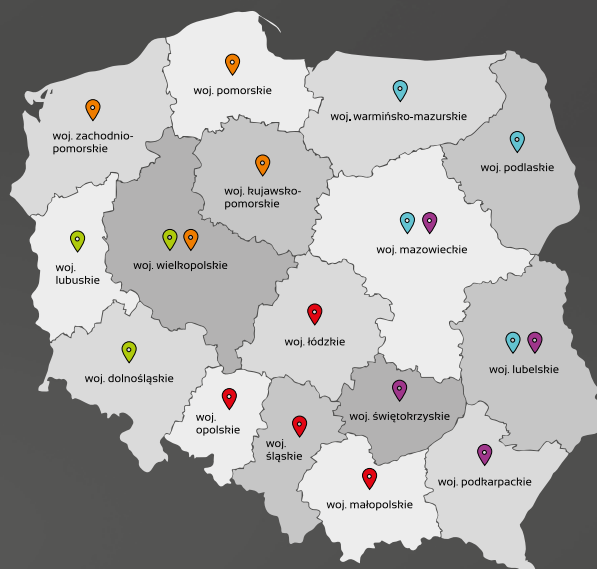 woj. pomorskie
woj. warmińsko-mazurskie
woj. zachodnio-
pomorskie
woj. podlaskie
woj. kujawsko-
pomorskie
woj. mazowieckie
woj. wielkopolskie
woj.
lubuskie
woj. łódzkie
woj. lubelskie
woj. dolnośląskie
woj. świętokrzyskie
woj.
opolskie
woj.
śląskie
woj. podkarpackie
woj. małopolskie